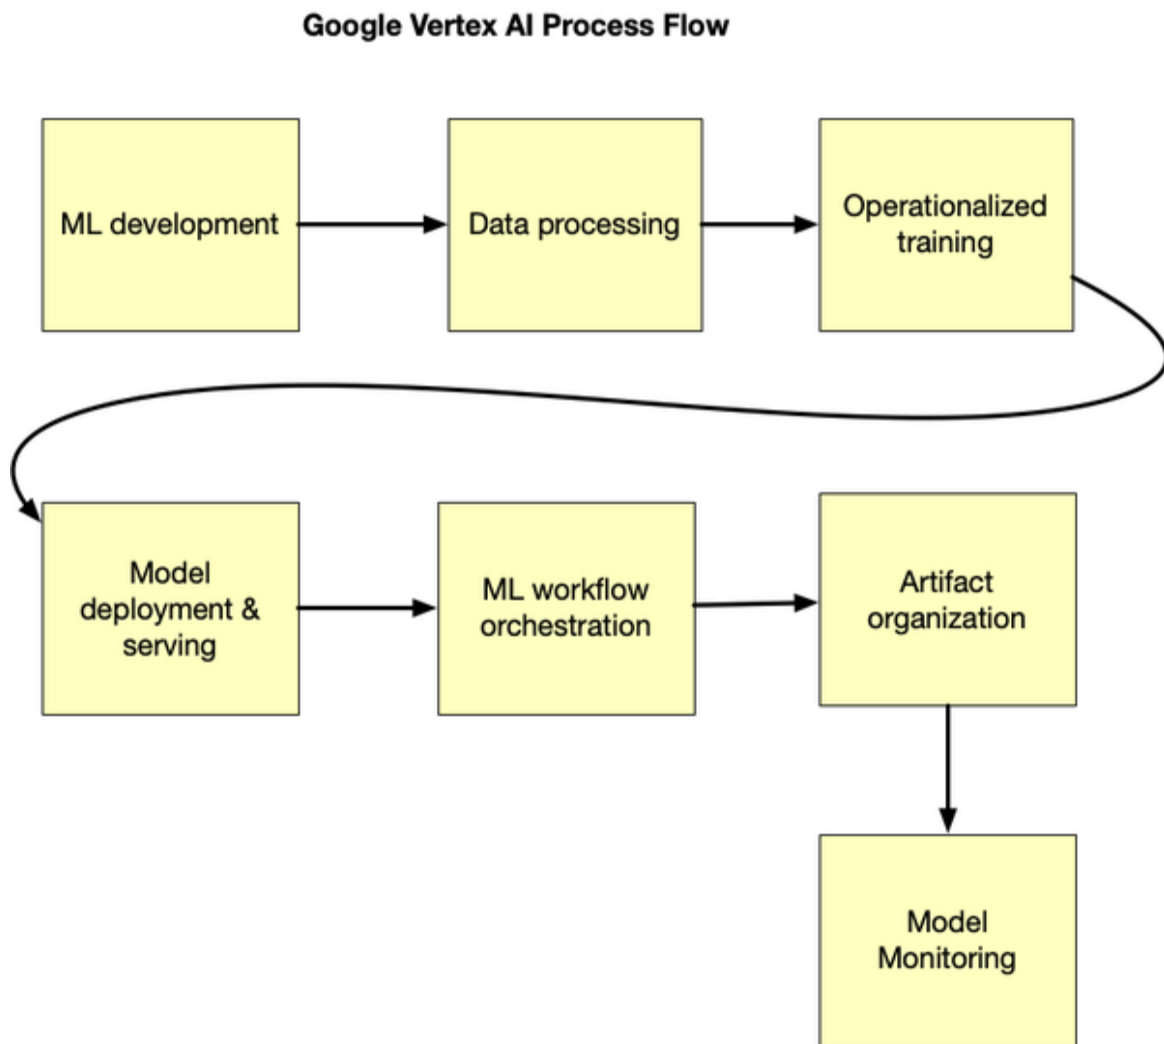 Google Vertex AI Process Flow
ML development
Data processing
Operationalized
training
Model
deployment &
serving
ML workflow
orchestration
Artifact
organization
Model
Monitoring